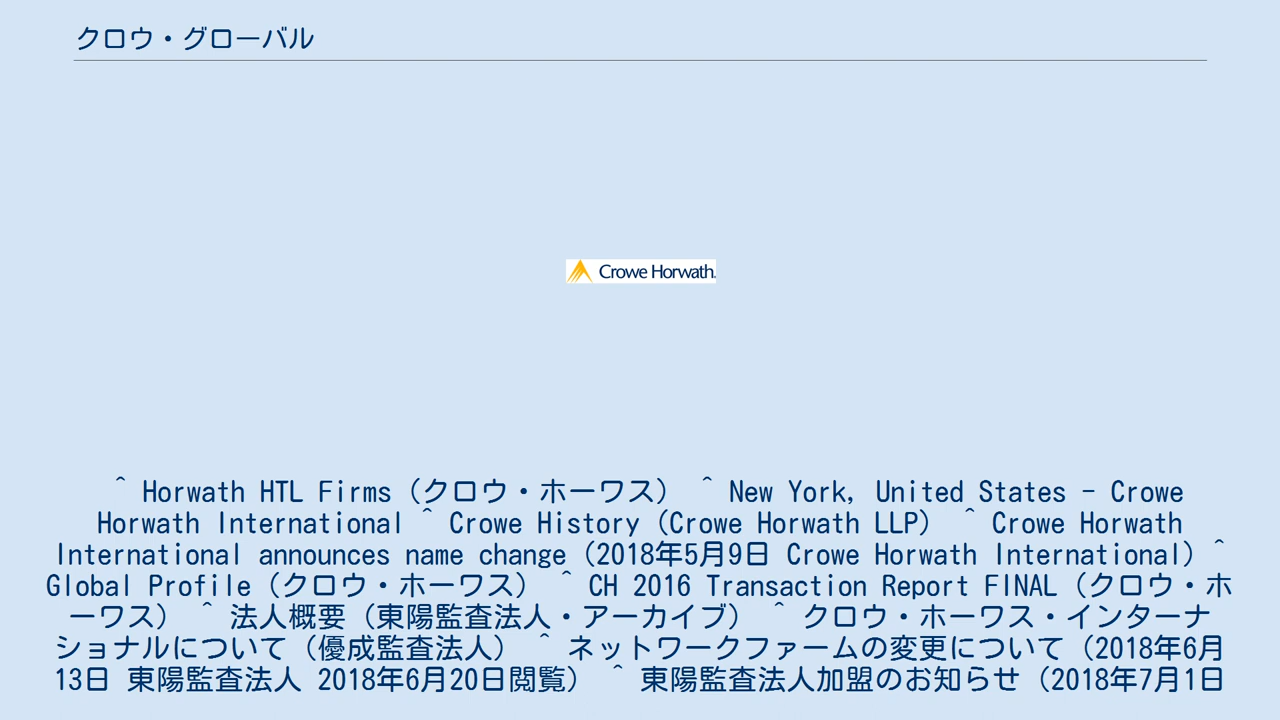 クロウ・グローバル
Crowe Horwath.
^ Horwath HTL Firms（クロウ・ホーワス） ^ New York, United States - Crowe
Horwath International ^ Crowe History（Crowe Horwath LLP） ^ Crowe Horwath
International announces name change（2018年5月9日 Crowe Horwath International）^
Global Profile（クロウ・ホーワス） ^ CH 2016 Transaction Report FINAL（クロウ・ホ
ーワス） ^ 法人概要（東陽監査法人・アーカイブ） ^ クロウ・ホーワス・インターナ
ショナルについて（優成監査法人） ^ ネットワークファームの変更について（2018年6月
13日 東陽監査法人 2018年6月20日閲覧） ^ 東陽監査法人加盟のお知らせ（2018年7月1日